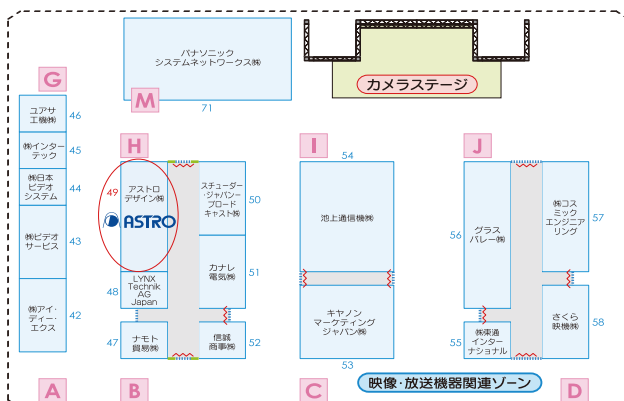 パナソニック
システムネットワークス㈱
カメラステージ
G
M
71
ユアサ
工機㈱
46
㈱インター
テック
45
㈱日本
ビデオ
システム
44
㈱ビデオ
サービス
43
㈱アイ・
ディー・
エクス
42
H
49
アストロ
デザイン㈱
ASTRO
スチューダー
・ジャパン-
ブロード
キャスト㈱
50
カナレ
電気㈱
51
LYNX
Technik
AG
Japan
48
ナモト
貿易㈱
47
信誠
商事㈱
52
I
54
池上通信機㈱
キヤノン
マーケティング
ジャパン㈱
53
J
グラス
バレー㈱
56
㈱コス
ミック
エンジニア
リング
57
㈱東通
インター
ナショナル
55
さくら
映機㈱
58
映像・放送機器関連ゾーン
A
B
C
D